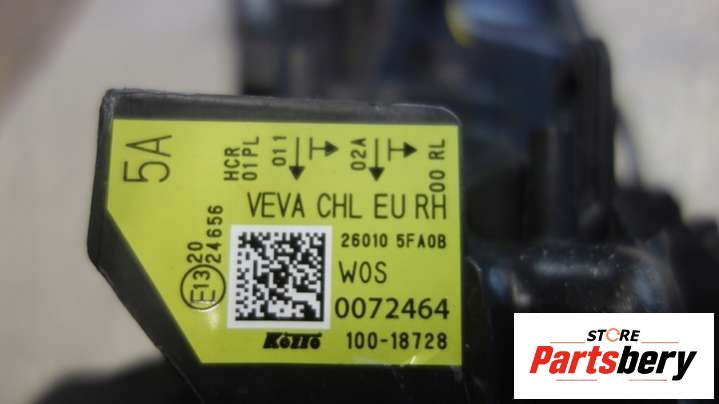 5A
HCR
01PL
011
02A
00 RL
VEVA CHL EU RH
E13
20
24656
26010 5FA0B
W0S
0072464
KOITO
100-18728
STORE
Partsbery